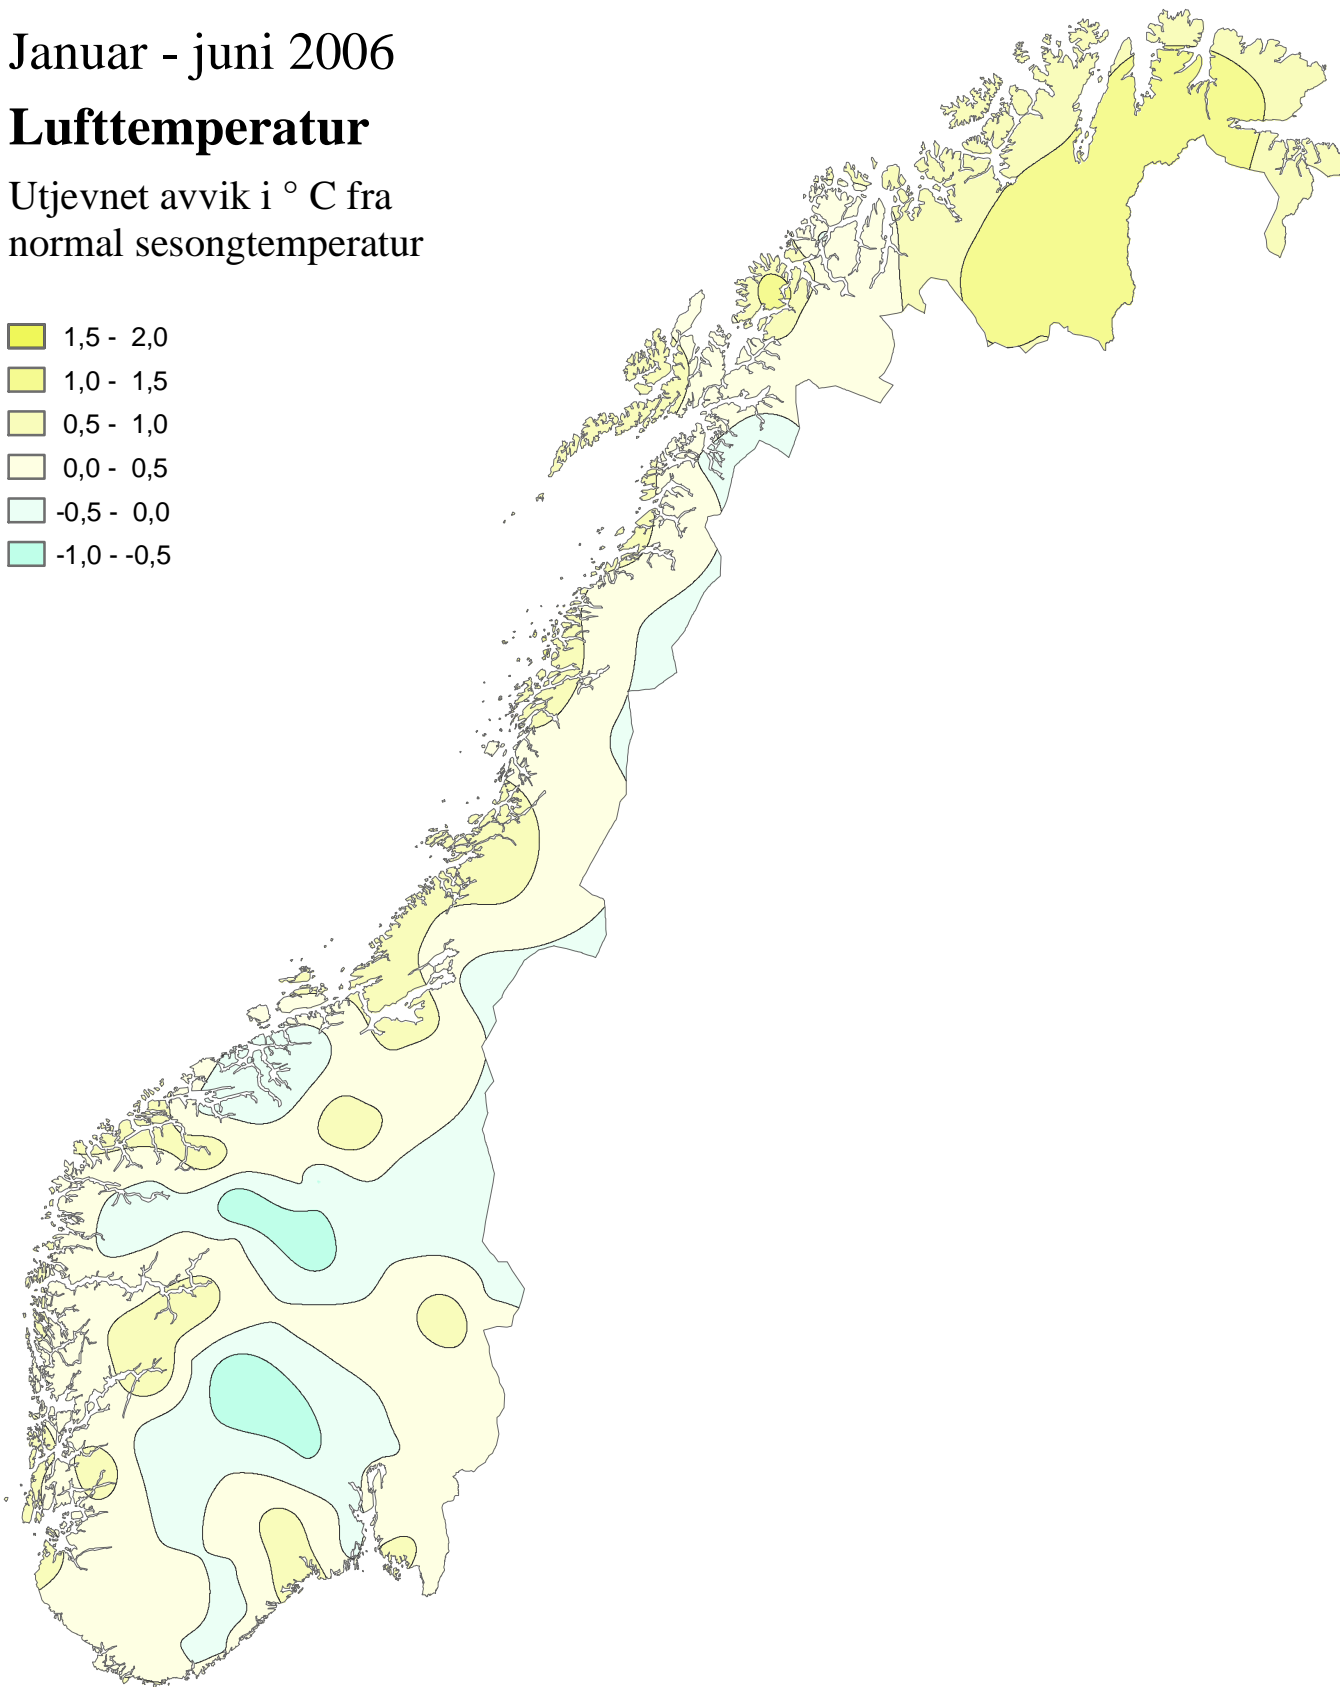 Januar - juni 2006
Lufttemperatur
Utjevnet avvik i ° C fra
normal sesongtemperatur
1,5 - 2,0
1,0 - 1,5
0,5 - 1,0
0,0 - 0,5
-0,5 - 0,0
-1,0 - -0,5